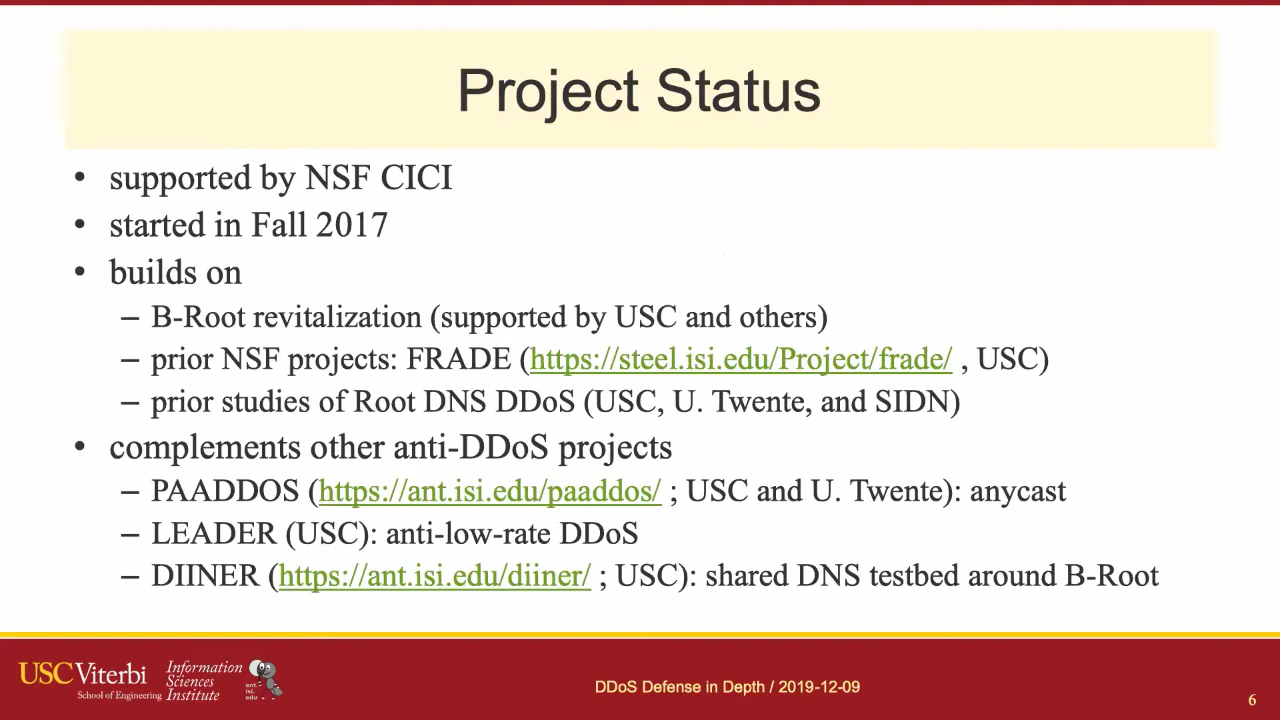 Project Status
• supported by NSF CICI
• started in Fall 2017
• builds on
– B-Root revitalization (supported by USC and others)
– prior NSF projects: FRADE (https://steel.isi.edu/Project/frade/ , USC)
– prior studies of Root DNS DDoS (USC, U. Twente, and SIDN)
• complements other anti-DDoS projects
– PAADDOS (https://ant.isi.edu/paaddos/ ; USC and U. Twente): anycast
– LEADER (USC): anti-low-rate DDoS
– DIINER (https://ant.isi.edu/diiner/ ; USC): shared DNS testbed around B-Root
USC Viterbi
School of Engineering
Information
Sciences
Institute
ant.
isi.
edu
DDoS Defense in Depth / 2019-12-09
6